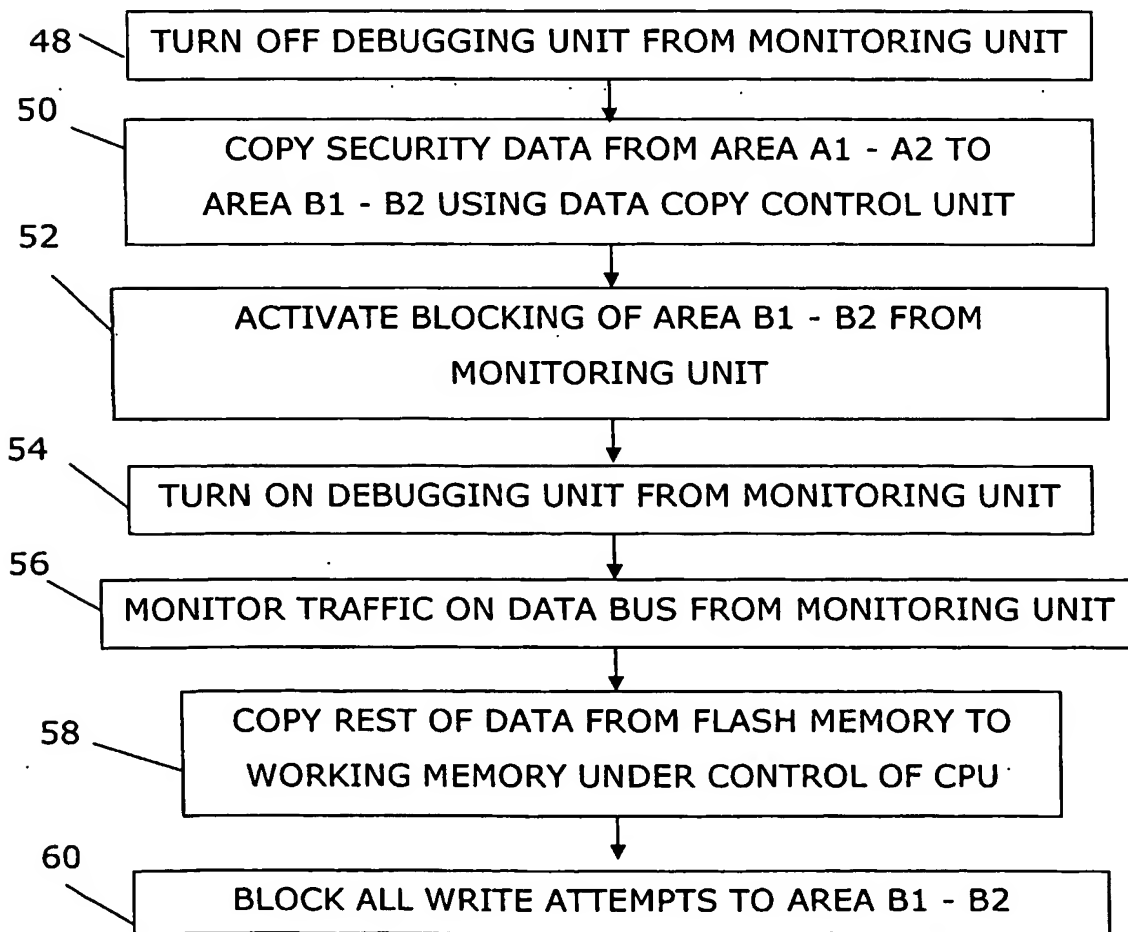 48
TURN OFF DEBUGGING UNIT FROM MONITORING UNIT
50
COPY SECURITY DATA FROM AREA A1 - A2 TO
AREA B1 - B2 USING DATA COPY CONTROL UNIT
52
ACTIVATE BLOCKING OF AREA B1 - B2 FROM
MONITORING UNIT
54
TURN ON DEBUGGING UNIT FROM MONITORING UNIT
56
MONITOR TRAFFIC ON DATA BUS FROM MONITORING UNIT
58
COPY REST OF DATA FROM FLASH MEMORY TO
WORKING MEMORY UNDER CONTROL OF CPU
60
BLOCK ALL WRITE ATTEMPTS TO AREA B1 - B2